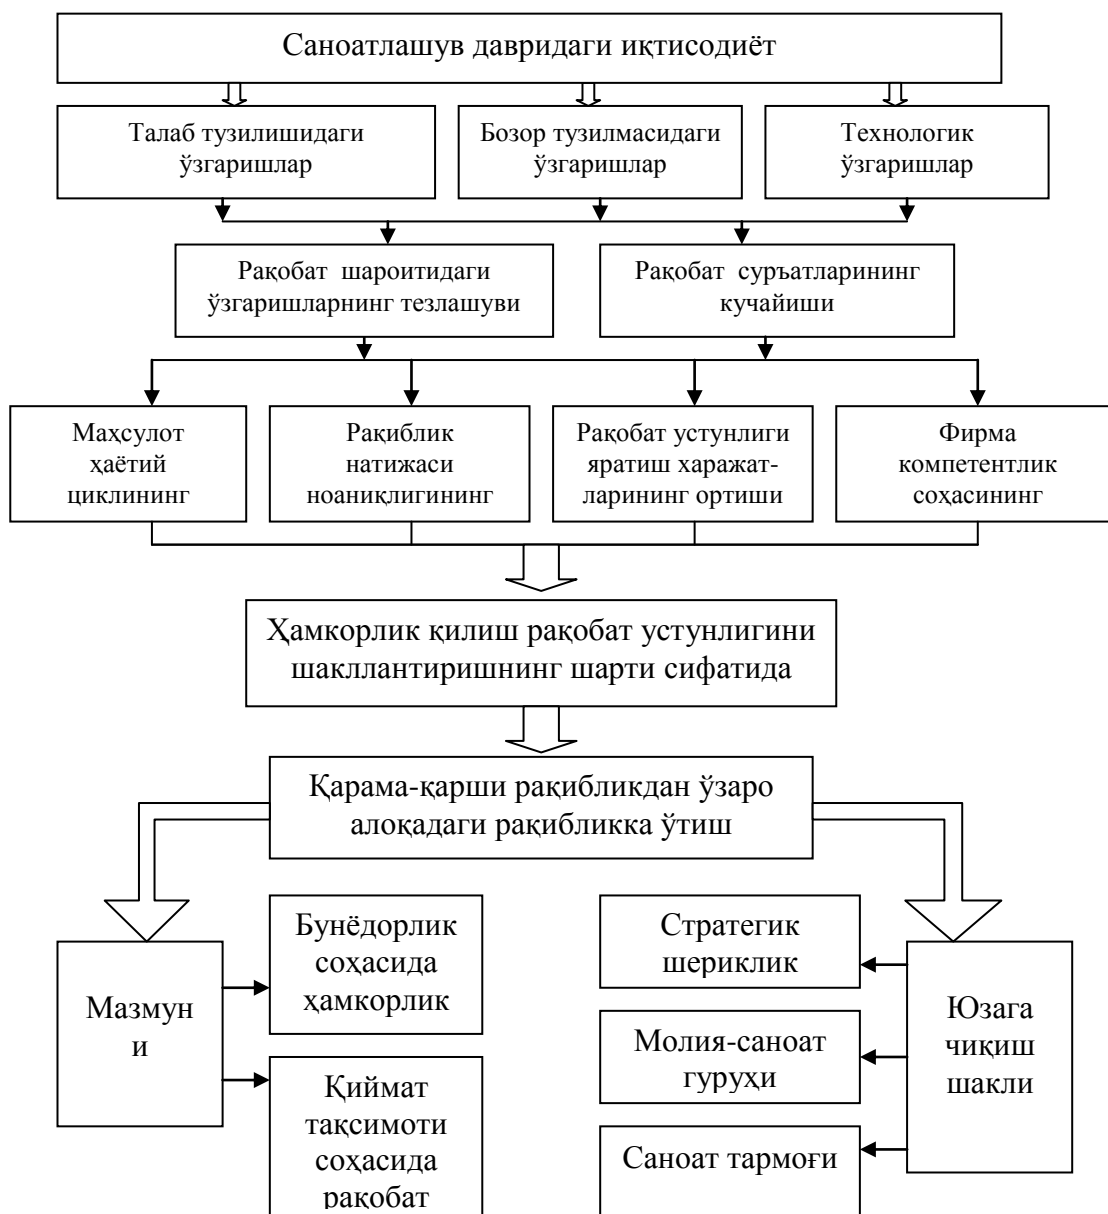 Саноатлашув давридаги иқтисодиёт
Талаб тузилишидаги
ўзгаришлар
Бозор тузилмасидаги
ўзгаришлар
Технологик
ўзгаришлар
Рақобат шароитидаги
ўзгаришларнинг тезлашуви
Рақобат суръатларининг
кучайиши
Маҳсулот
ҳаётий
циклининг
Рақиблик
натижаси
ноаниқлигининг
Рақобат устунлиги
яратиш харажат-
ларининг ортиши
Фирма
компетентлик
соҳасининг
Ҳамкорлик қилиш рақобат устунлигини
шакллантиришнинг шарти сифатида
Қарама-қарши рақибликдан ўзаро
алоқадаги рақибликка ўтиш
Мазмун
и
Бунёдорлик
соҳасида
ҳамкорлик
Қиймат
тақсимоти
соҳасида
рақобат
Стратегик
шериклик
Молия-саноат
гуруҳи
Саноат тармоғи
Юзага
чиқиш
шакли